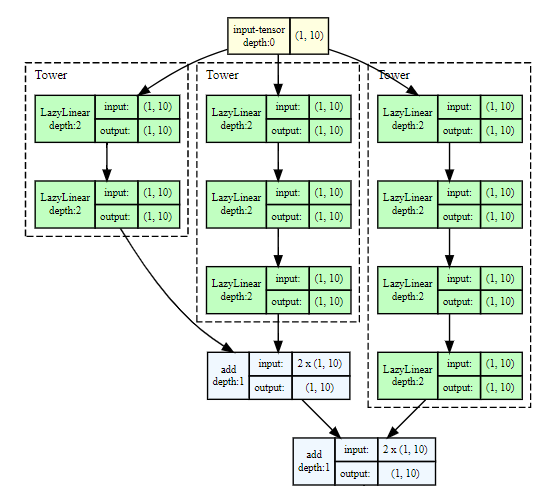 input-tensor
depth:0
(1, 10)
Tower
Tower
Tower
LazyLinear
depth:2
input:
(1, 10)
output:
(1, 10)
LazyLinear
depth:2
input:
(1, 10)
output:
(1, 10)
LazyLinear
depth:2
input:
(1, 10)
output:
(1, 10)
LazyLinear
depth:2
input:
(1, 10)
output:
(1, 10)
LazyLinear
depth:2
input:
(1, 10)
output:
(1, 10)
LazyLinear
depth:2
input:
(1, 10)
output:
(1, 10)
LazyLinear
depth:2
input:
(1, 10)
output:
(1, 10)
LazyLinear
depth:2
input:
(1, 10)
output:
(1, 10)
add
depth:1
input:
2 x (1, 10)
output:
(1, 10)
LazyLinear
depth:2
input:
(1, 10)
output:
(1, 10)
add
depth:1
input:
2 x (1, 10)
output:
(1, 10)